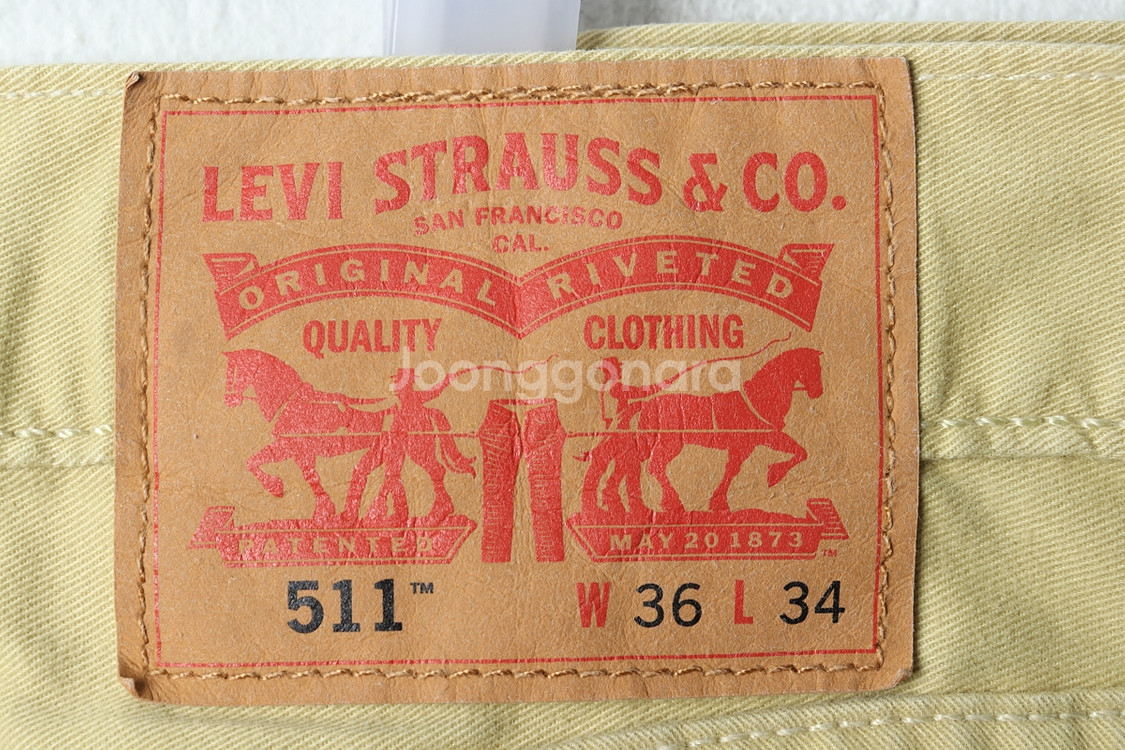 LEVI STRAUSS & CO.
SAN FRANCISCO
CAL.
ORIGINAL RIVETED
QUALITY CLOTHING
Joonggonara
PATENTED MAY 20 1873 ™
511™ W 36 L 34